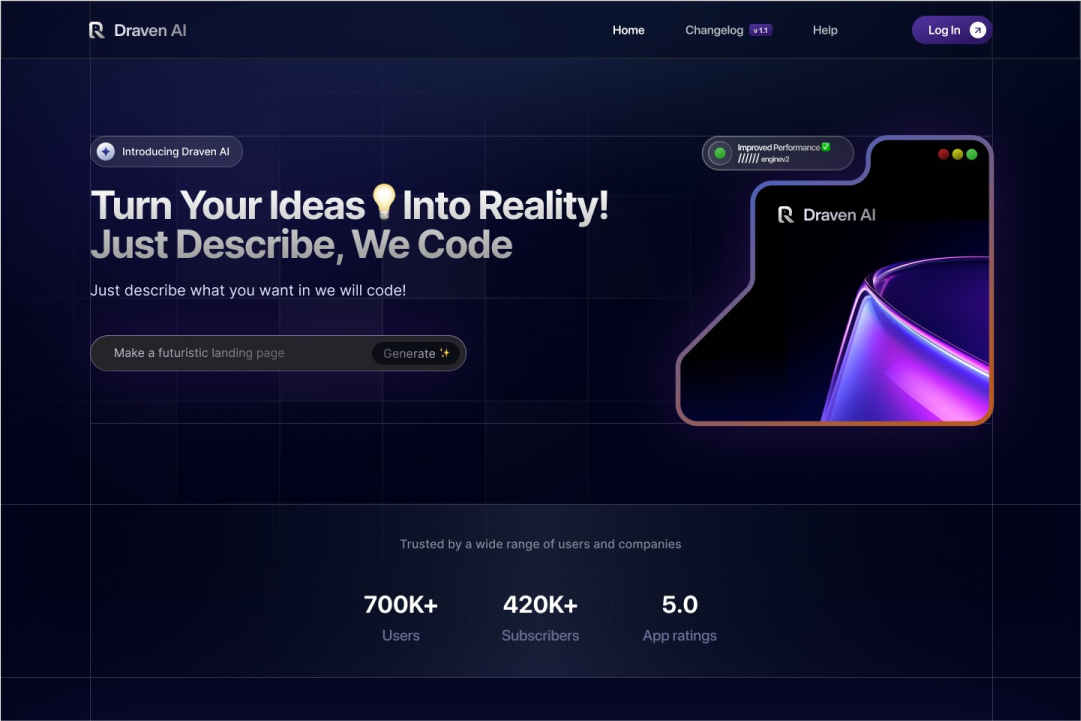 Draven AI
Home
Changelog v 1.1
Help
Log In
Introducing Draven AI
Turn Your Ideas💡Into Reality!
Just Describe, We Code
Just describe what you want in we will code!
Make a futuristic landing page
Generate ✨
Improved Performance ✅
////// enginev2
Draven AI
Trusted by a wide range of users and companies
700K+
Users
420K+
Subscribers
5.0
App ratings